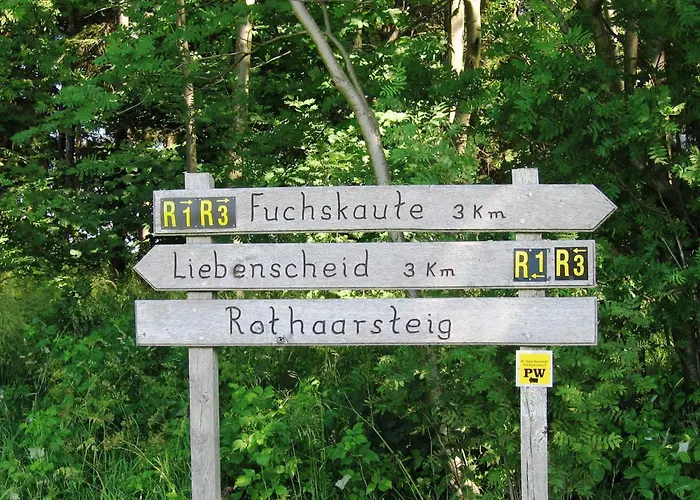 R1 R3 Fuchskaute 3 Km
Liebenscheid 3 Km R1 R3
Rothaarsteig
PW